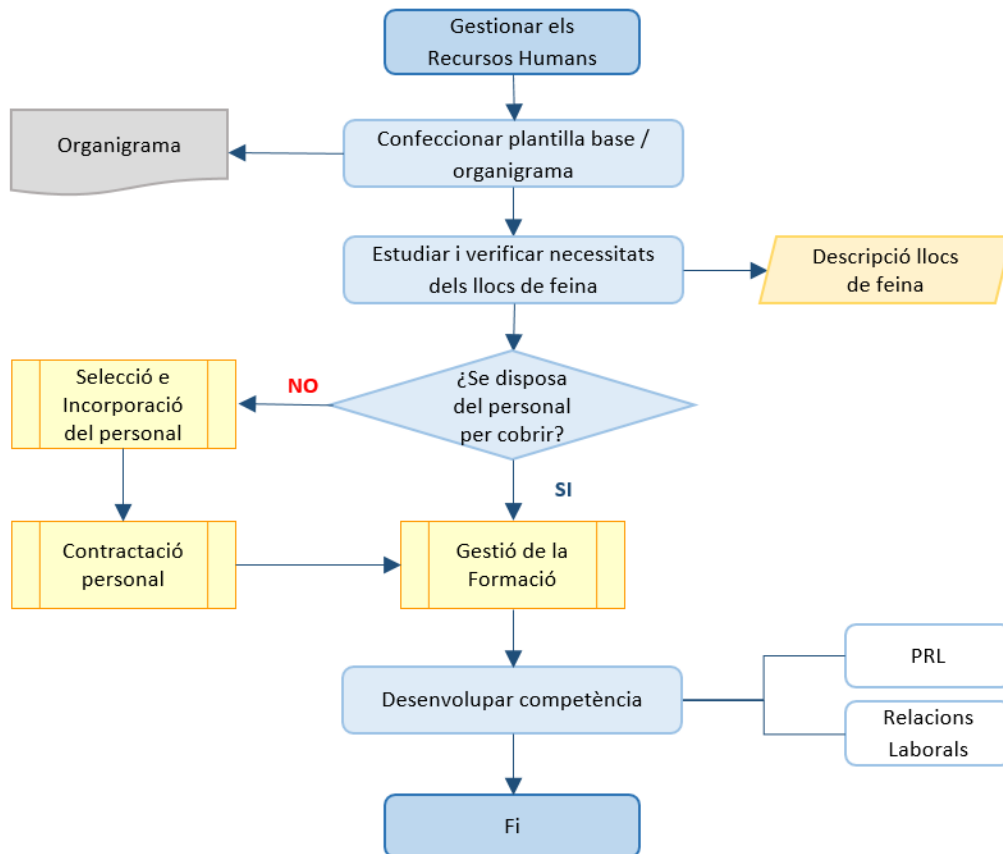 Gestionar els
Recursos Humans
Organigrama
Confeccionar plantilla base /
organigrama
Estudiar i verificar necessitats
dels llocs de feina
Descripció llocs
de feina
Selecció e
Incorporació
del personal
NO
¿Se disposa
del personal
per cobrir?
SI
Contractació
personal
Gestió de la
Formació
Desenvolupar competència
PRL
Relacions
Laborals
Fi